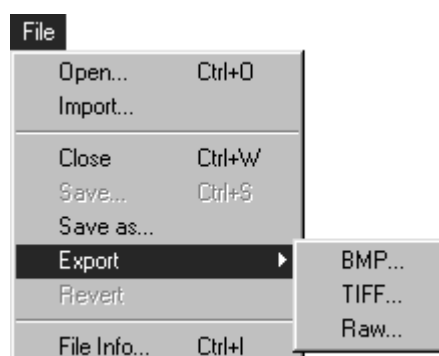 File
Open... Ctrl+O
Import...
Close Ctrl+W
Save... Ctrl+S
Save as...
Export BMP...
Revert TIFF...
Raw...
File Info... Ctrl+I